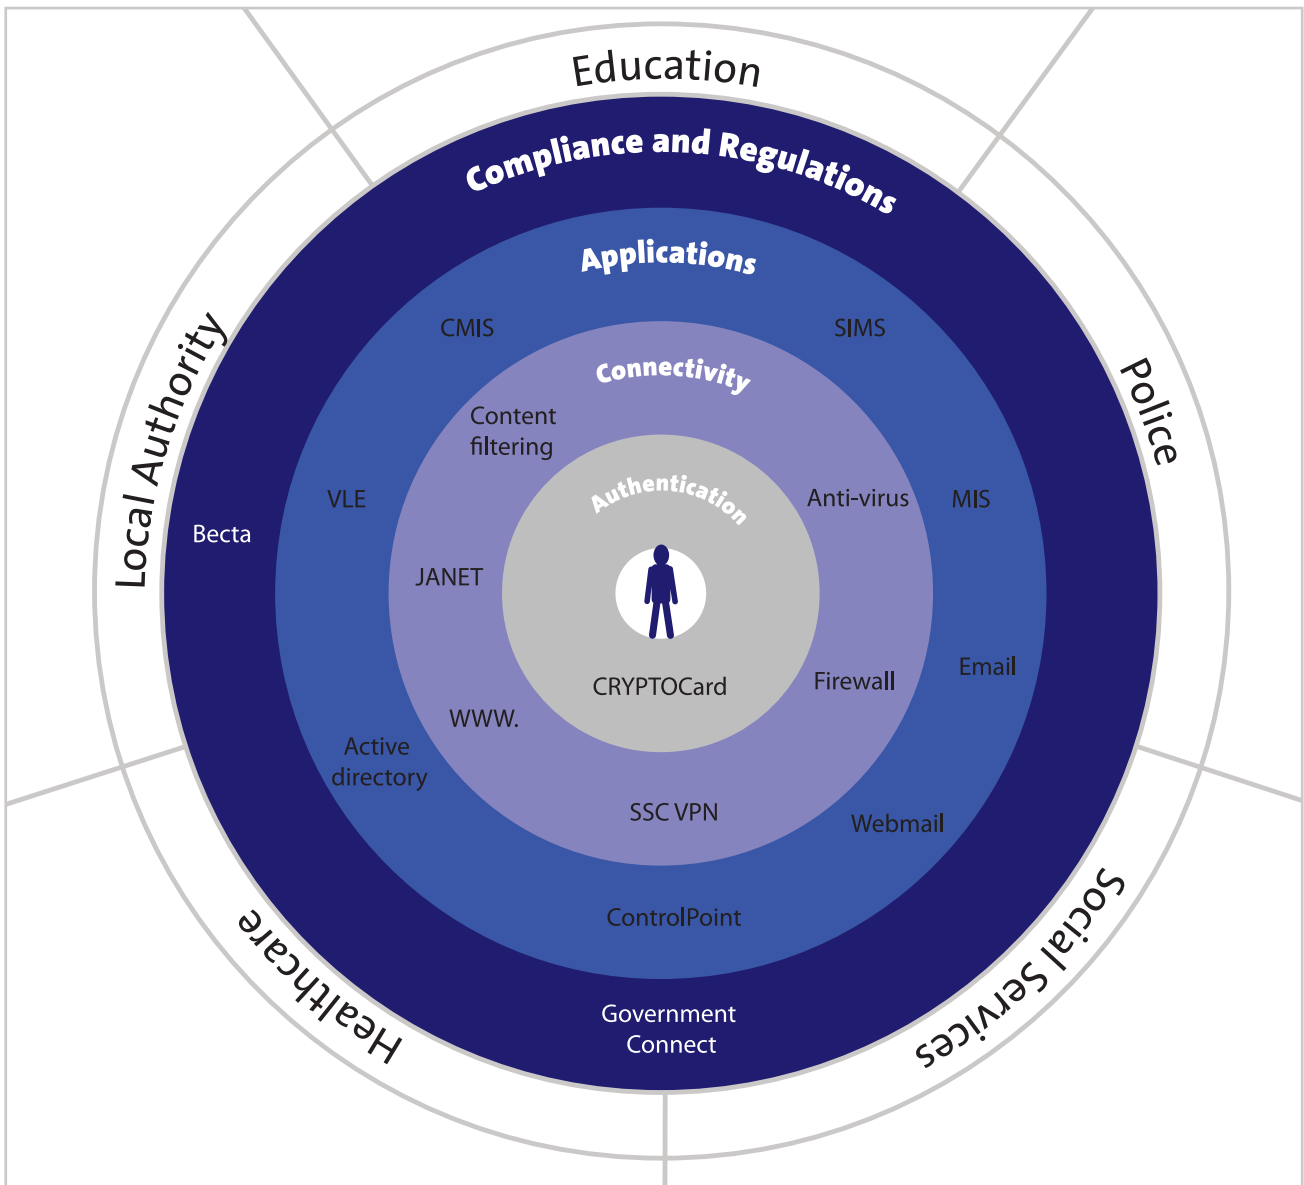 Education
Compliance and Regulations
Applications
CMIS
SIMS
Local Authority
Police
Connectivity
Content
filtering
Authentication
VLE
Anti-virus
MIS
Becta
JANET
CRYPTOCard
Firewall
Email
WWW.
Active
directory
SSC VPN
Webmail
ControlPoint
Healthcare
Social Services
Government
Connect